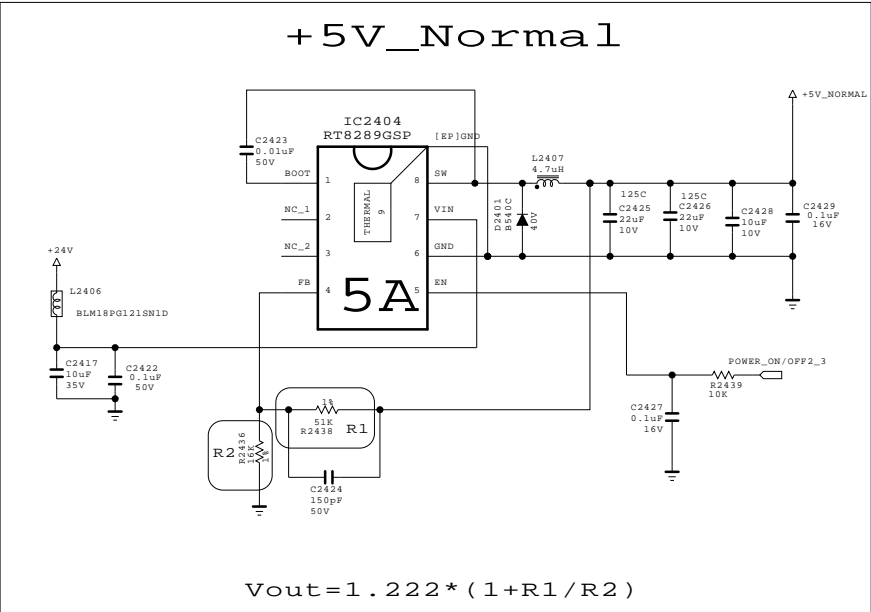 +5V_Normal
IC2404
RT8289GSP
[EP]GND
C2423
0.01uF
50V
BOOT
1
NC_1
2
NC_2
3
FB
4
THERMAL
9
5A
8
SW
7
VIN
6
GND
5
EN
L2407
4.7uH
+5V_NORMAL
D2401
B540C
40V
125C
C2425
22uF
10V
125C
C2426
22uF
10V
C2428
10uF
10V
C2429
0.1uF
16V
+24V
L2406
BLM18PG121SN1D
C2417
10uF
35V
C2422
0.1uF
50V
POWER_ON/OFF2_3
R2439
10K
C2427
0.1uF
16V
1%
51K
R2438
R1
R2
R2436
16K
1%
C2424
150pF
50V
Vout=1.222*(1+R1/R2)